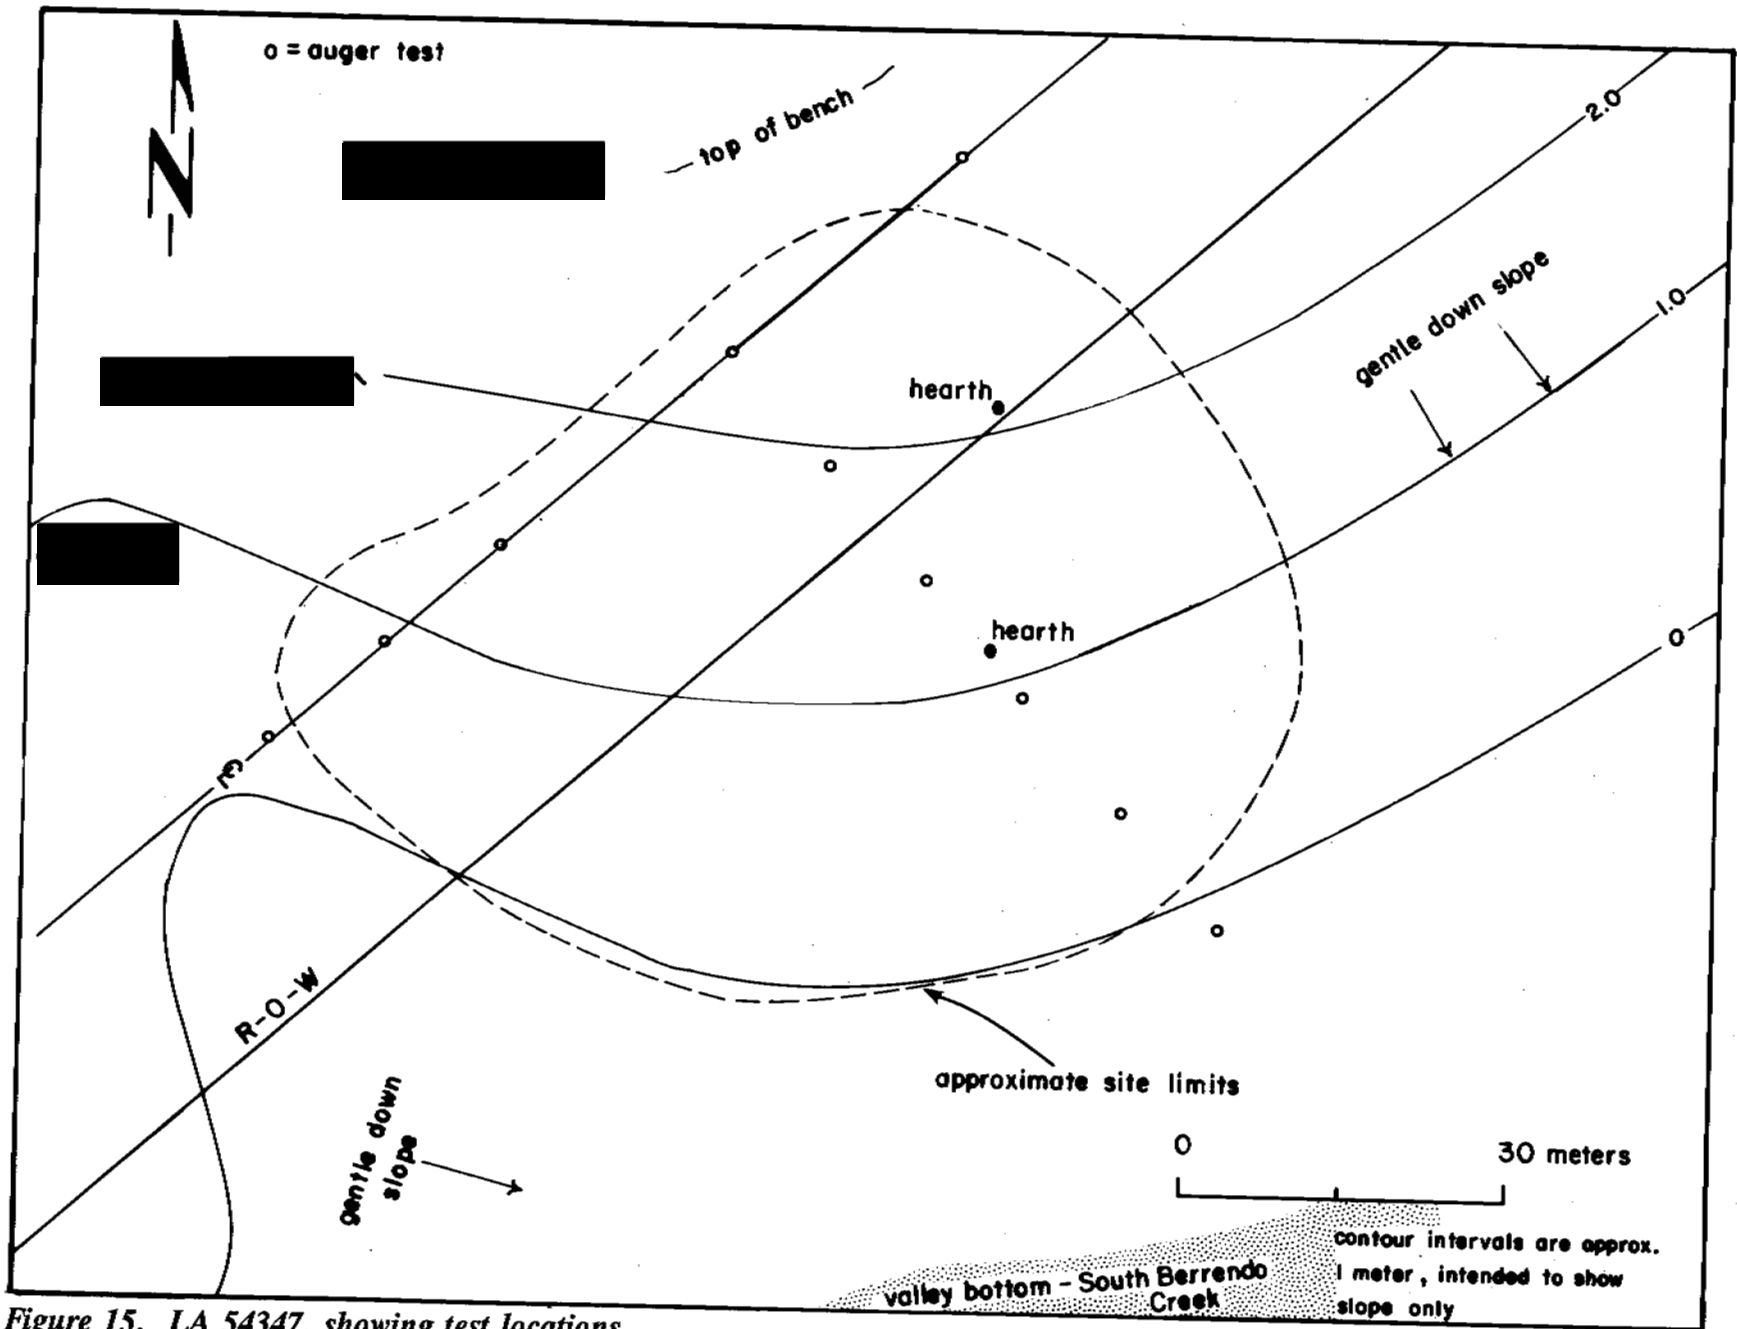 o = auger test
N
top of bench
2.0
gentle down slope
1.0
hearth
hearth
0
R-O-W
approximate site limits
gentle down
slope
0 30 meters
contour intervals are approx.
1 meter, intended to show
slope only
valley bottom - South Berrendo
Creek
Figure 15. LA 54347, showing test locations